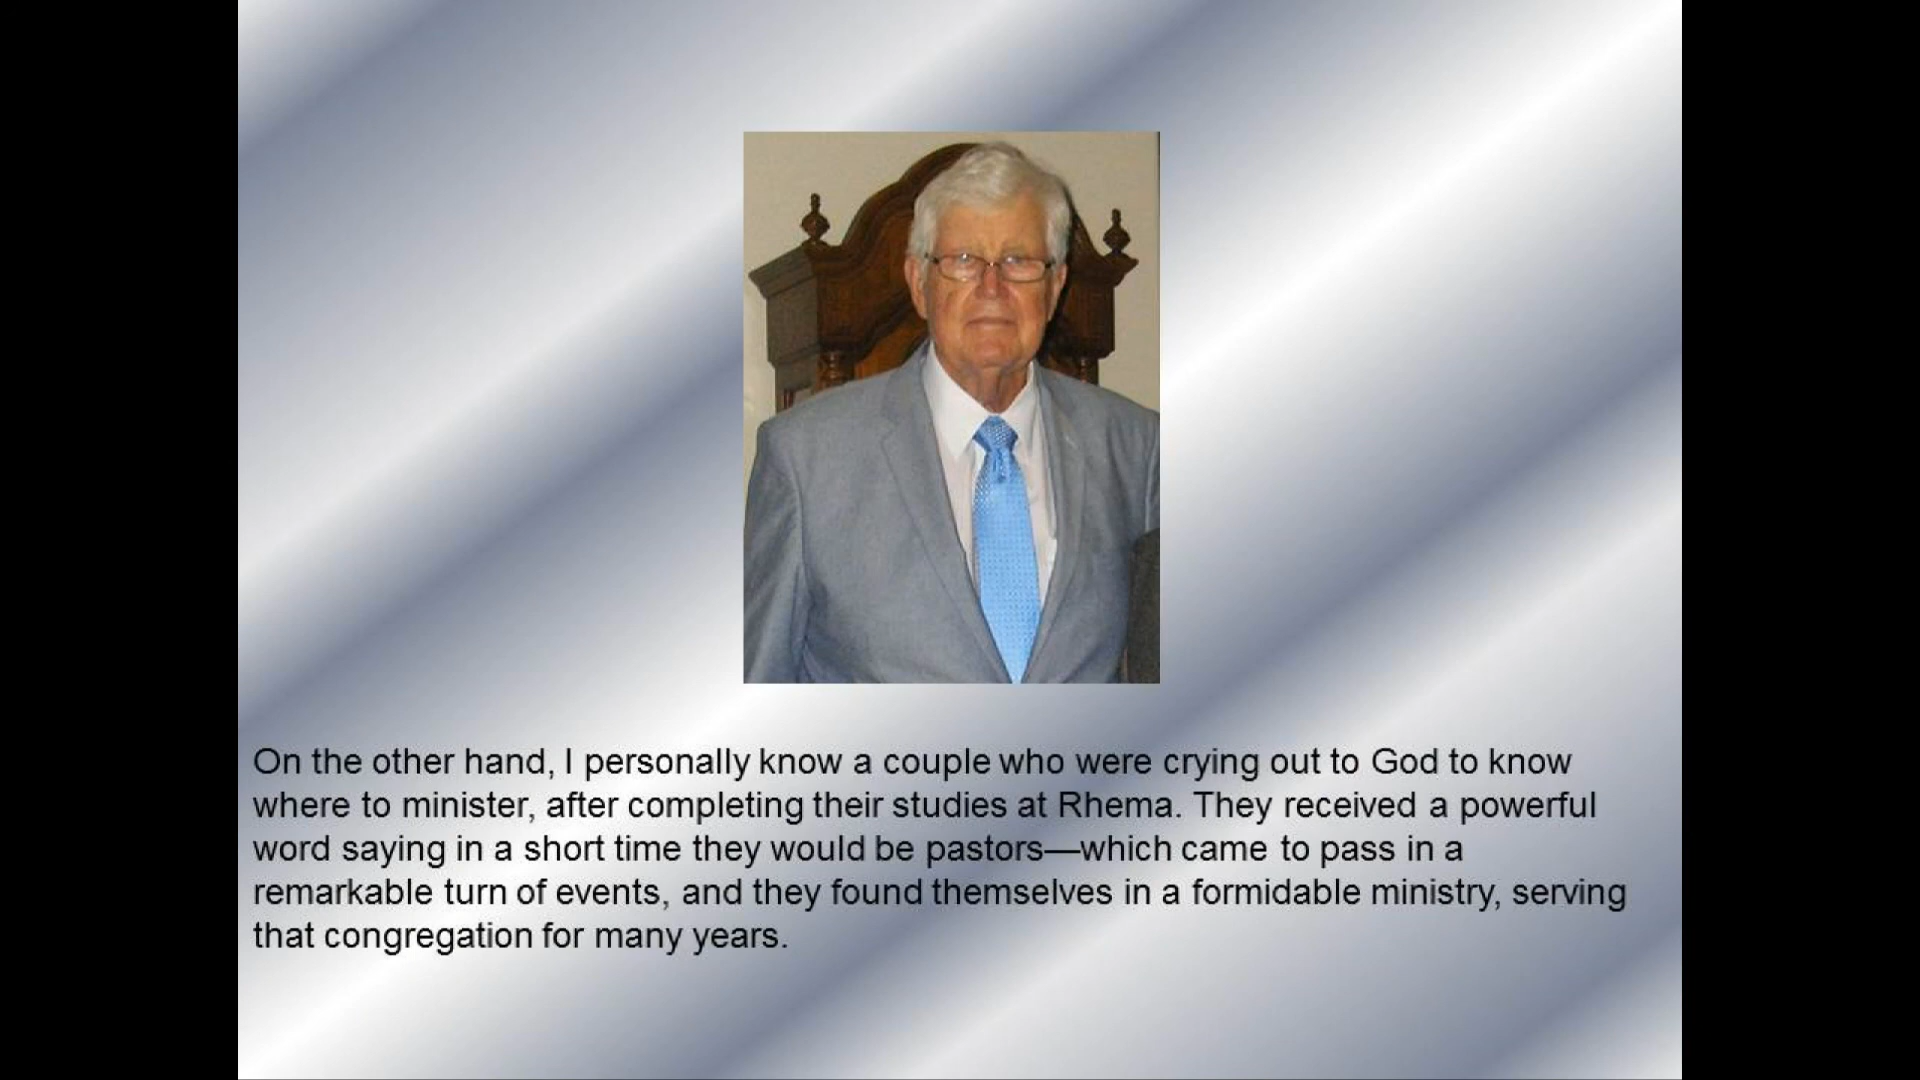 On the other hand, I personally know a couple who were crying out to God to know
where to minister, after completing their studies at Rhema. They received a powerful
word saying in a short time they would be pastors—which came to pass in a
remarkable turn of events, and they found themselves in a formidable ministry, serving
that congregation for many years.